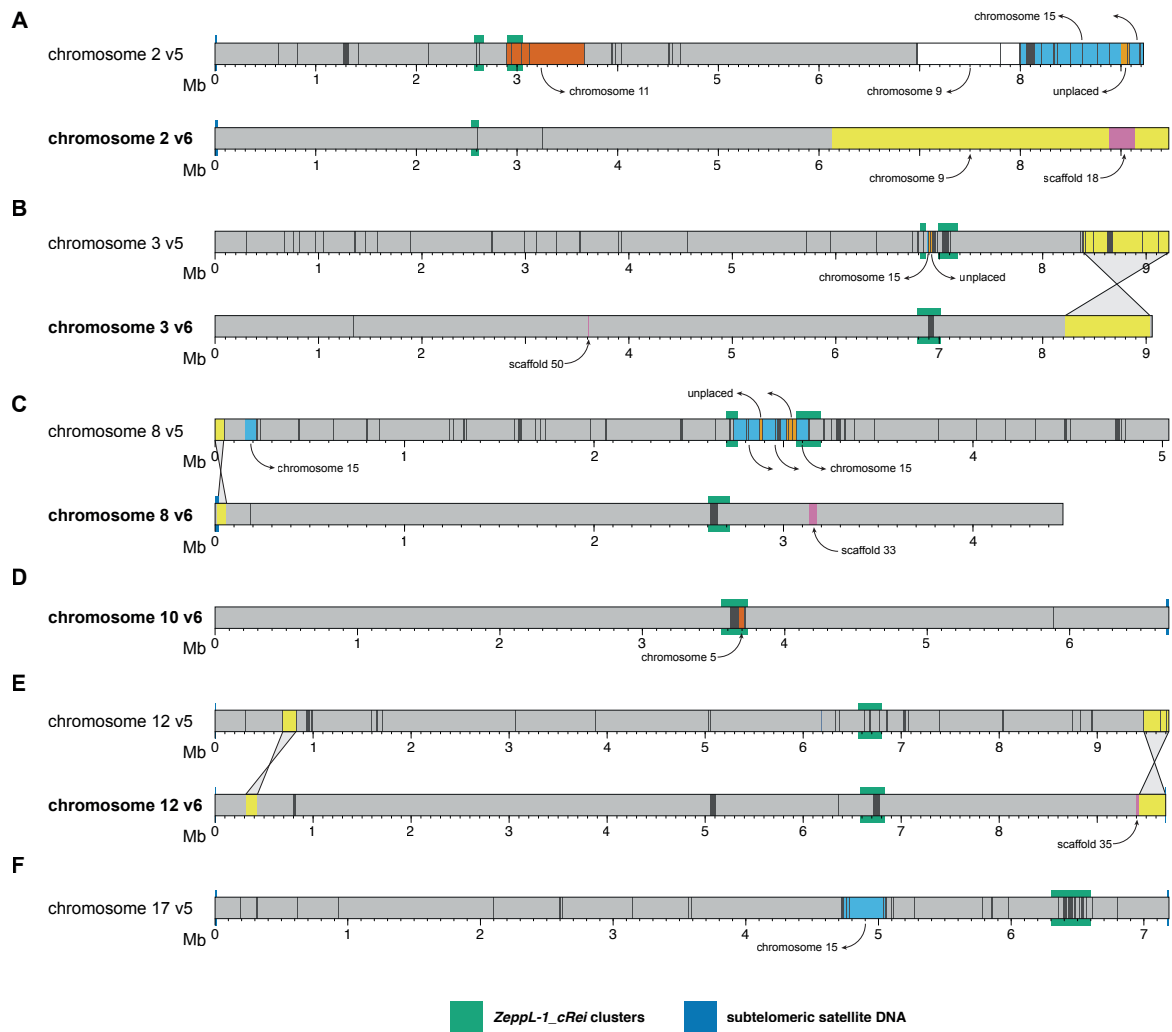 A
chromosome 15
chromosome 2 v5
Mb
0 1 2 3 4 5 6 8
chromosome 11
chromosome 9
unplaced
chromosome 2 v6
Mb
0 1 2 3 4 5 6 8
chromosome 9
scaffold 18
B
chromosome 3 v5
Mb
0 1 2 3 4 5 6 7 8 9
chromosome 15
unplaced
chromosome 3 v6
Mb
0 1 2 3 4 5 6 7 8 9
scaffold 50
C
unplaced
chromosome 8 v5
Mb
0 1 2 4 5
chromosome 15
chromosome 15
chromosome 8 v6
Mb
0 1 2 3 4
scaffold 33
D
chromosome 10 v6
Mb
0 1 2 3 4 5 6
chromosome 5
E
chromosome 12 v5
Mb
0 1 2 3 4 5 6 7 8 9
chromosome 12 v6
Mb
0 1 2 3 4 5 6 7 8
scaffold 35
F
chromosome 17 v5
Mb
0 1 2 3 4 5 6 7
chromosome 15
ZeppL-1_cRei clusters
subtelomeric satellite DNA